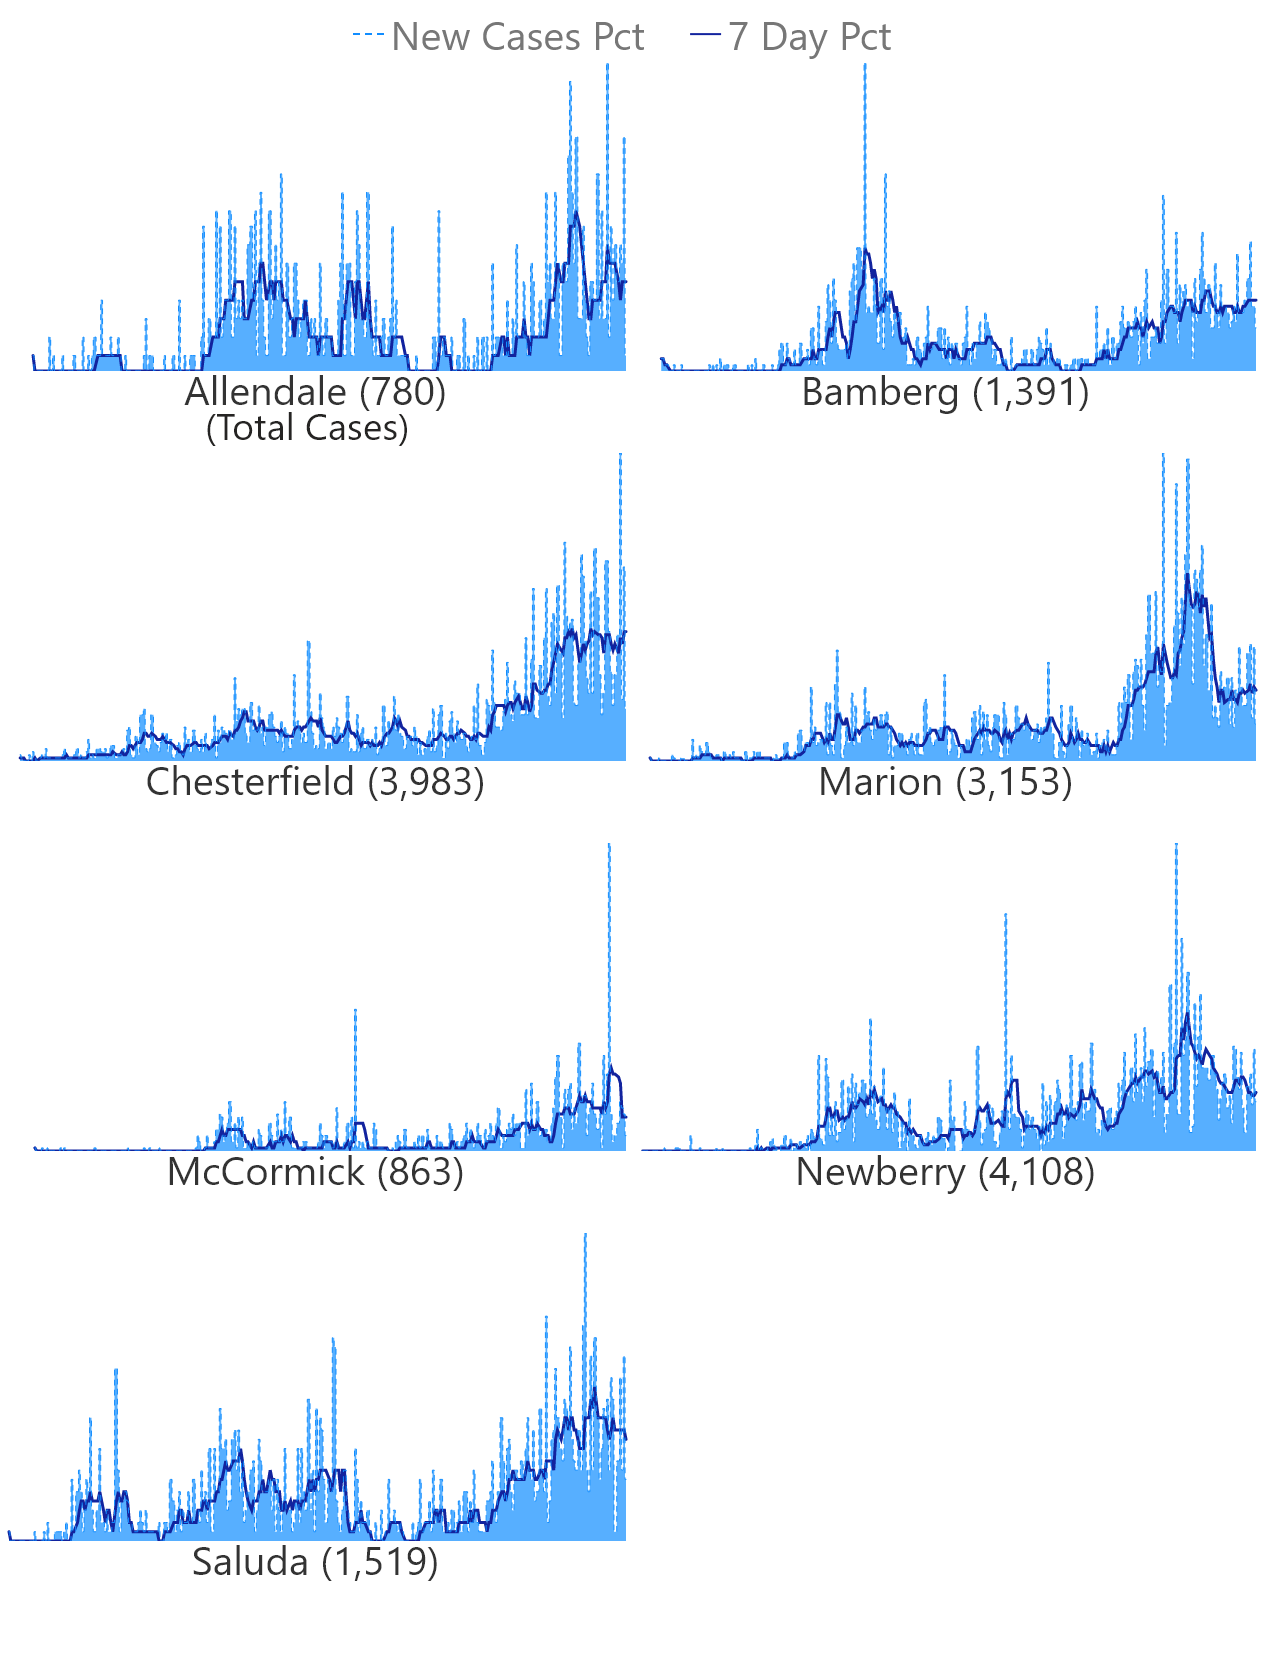 New Cases Pct 7 Day Pct
Allendale (780) Bamberg (1,391)
(Total Cases)
Chesterfield (3,983) Marion (3,153)
McCormick (863) Newberry (4,108)
Saluda (1,519)